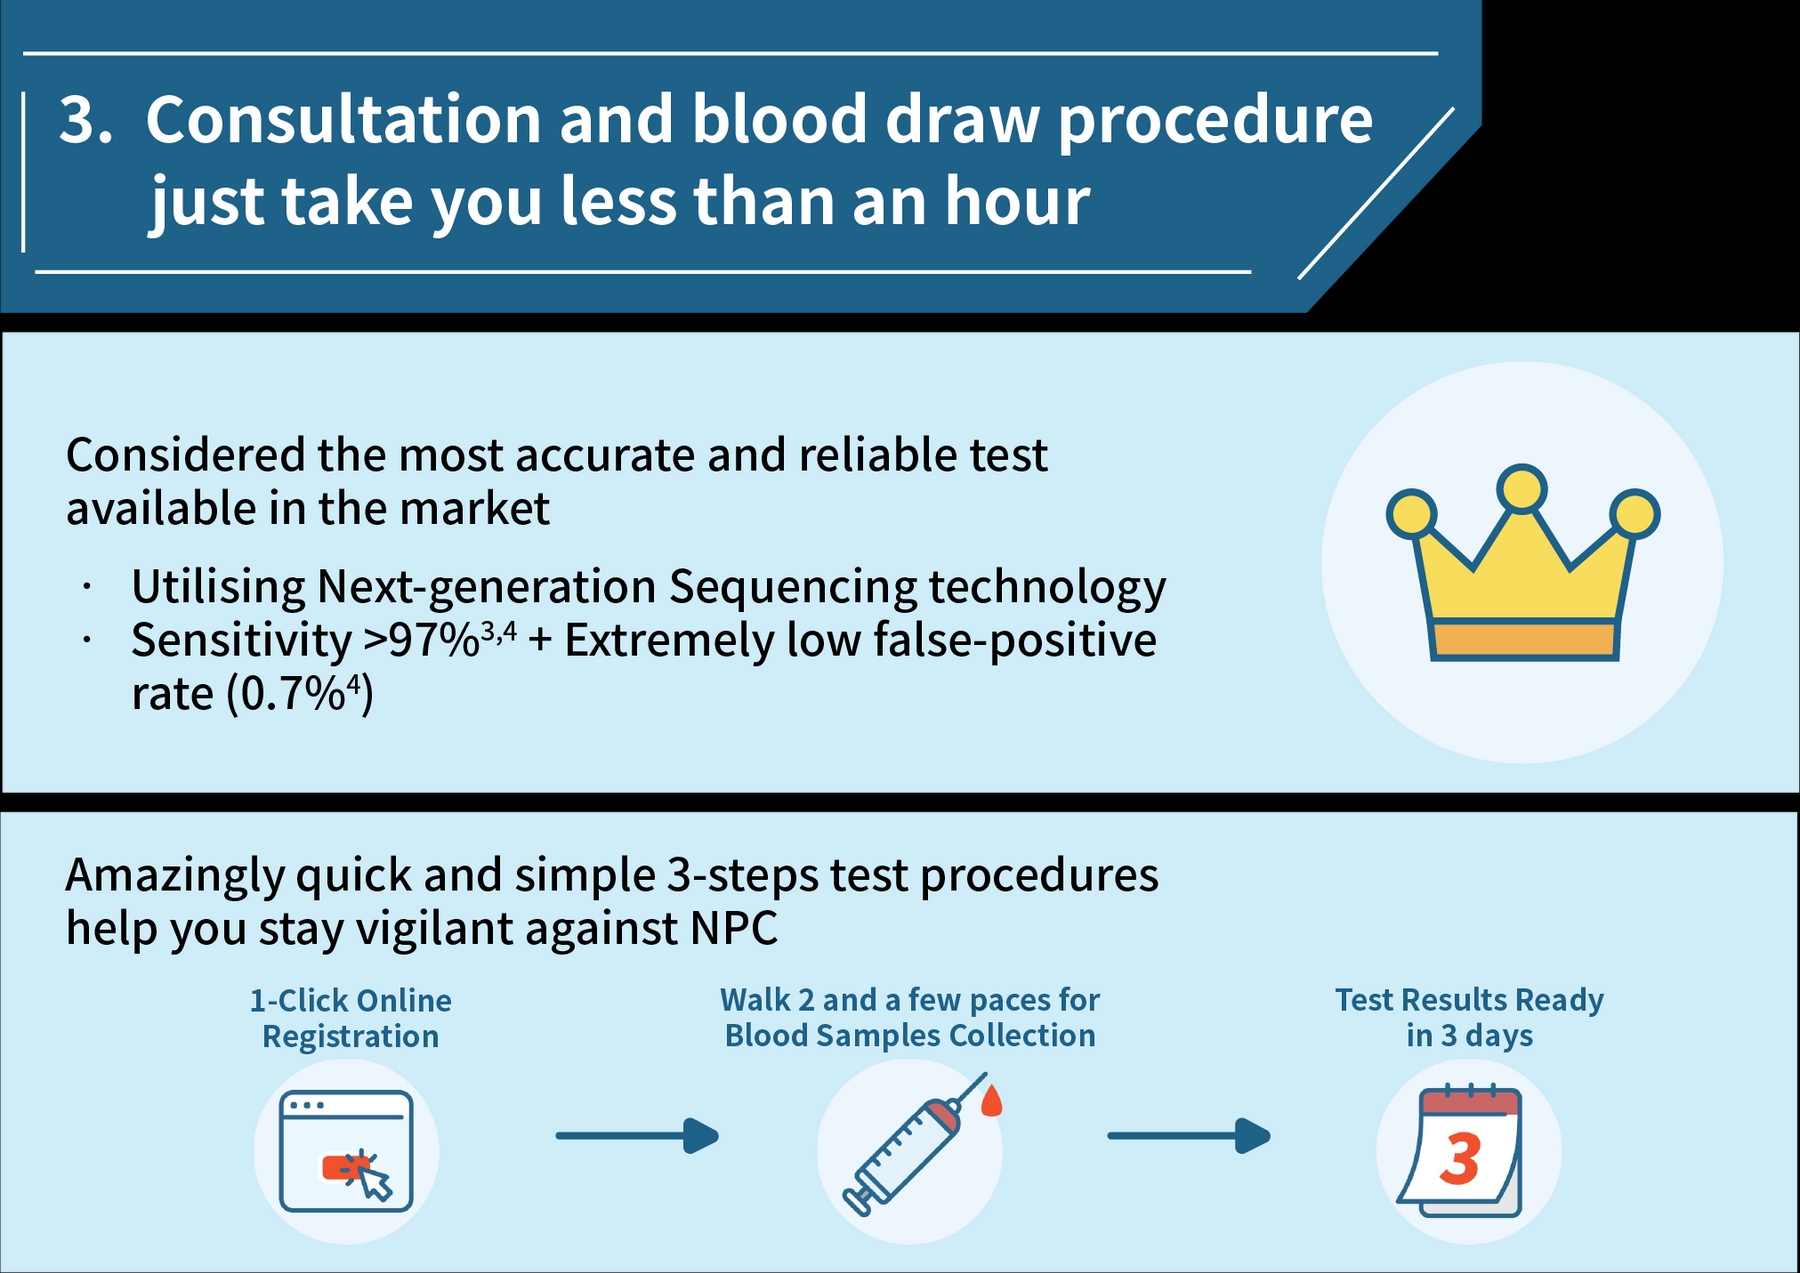 3. Consultation and blood draw procedure
just take you less than an hour
Considered the most accurate and reliable test
available in the market
· Utilising Next-generation Sequencing technology
· Sensitivity >97%³,⁴ + Extremely low false-positive
rate (0.7%⁴)
Amazingly quick and simple 3-steps test procedures
help you stay vigilant against NPC
1-Click Online
Registration
Walk 2 and a few paces for
Blood Samples Collection
Test Results Ready
in 3 days
3